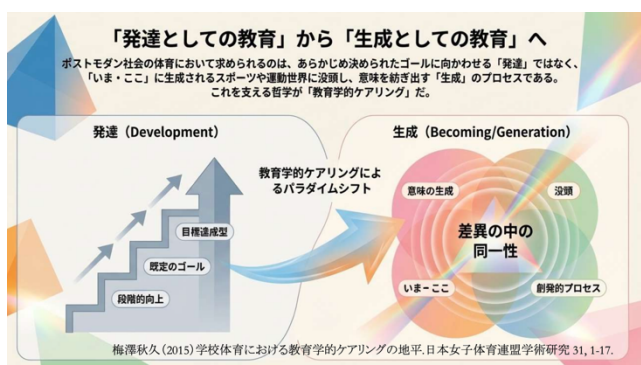 「発達としての教育」から「生成としての教育」へ
ポストモダン社会の体育において求められるのは、あらかじめ決められたゴールに向かわせる「発達」ではなく、
「いま・ここ」に生成されるスポーツや運動世界に没頭し、意味を紡ぎ出す「生成」のプロセスである。
これを支える哲学が「教育学的ケアリング」だ。
発達（Development）
目標達成型
既定のゴール
段階的向上
教育学的ケアリングによ
るパラダイムシフト
生成（Becoming/Generation）
意味の生成
没頭
差異の中の
同一性
いまーここ
創発的プロセス
梅澤秋久（2015）学校体育における教育学的ケアリングの地平.日本女子体育連盟学術研究 31, 1-17.